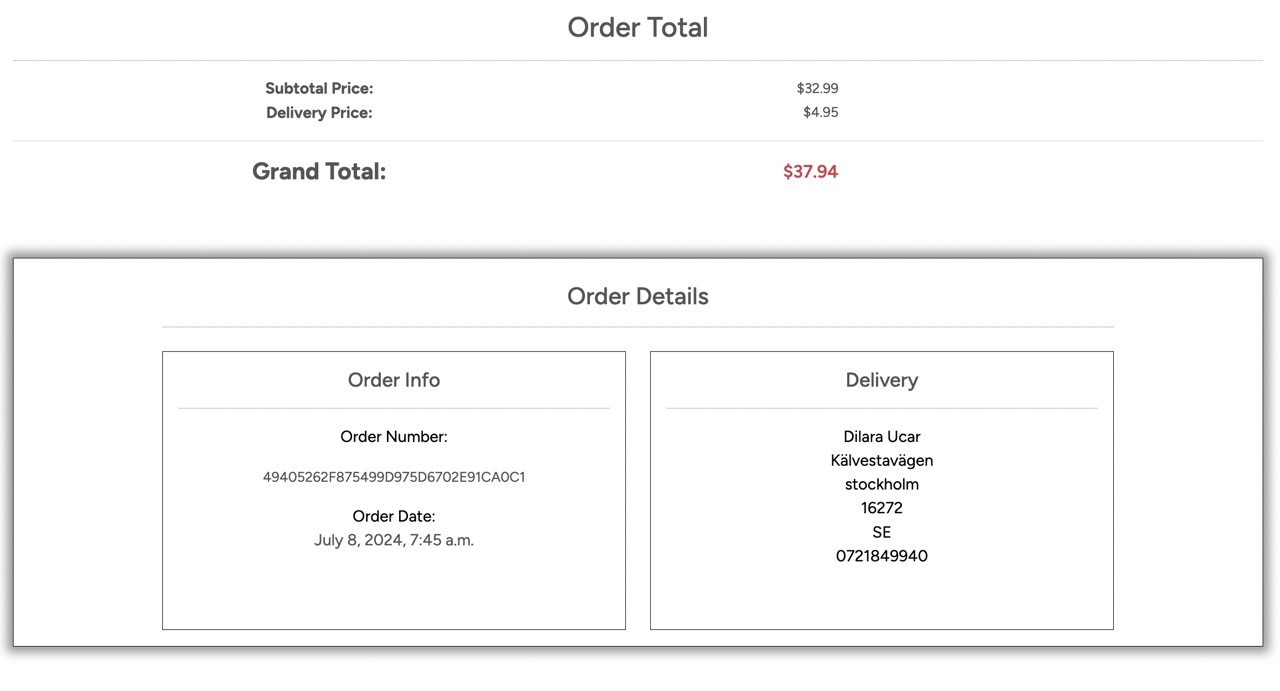 Order Total
Subtotal Price: $32.99
Delivery Price: $4.95
Grand Total: $37.94
Order Details
Order Info
Order Number:
49405262F875499D975D6702E91CA0C1
Order Date:
July 8, 2024, 7:45 a.m.
Delivery
Dilara Ucar
Kälvestavägen
stockholm
16272
SE
0721849940